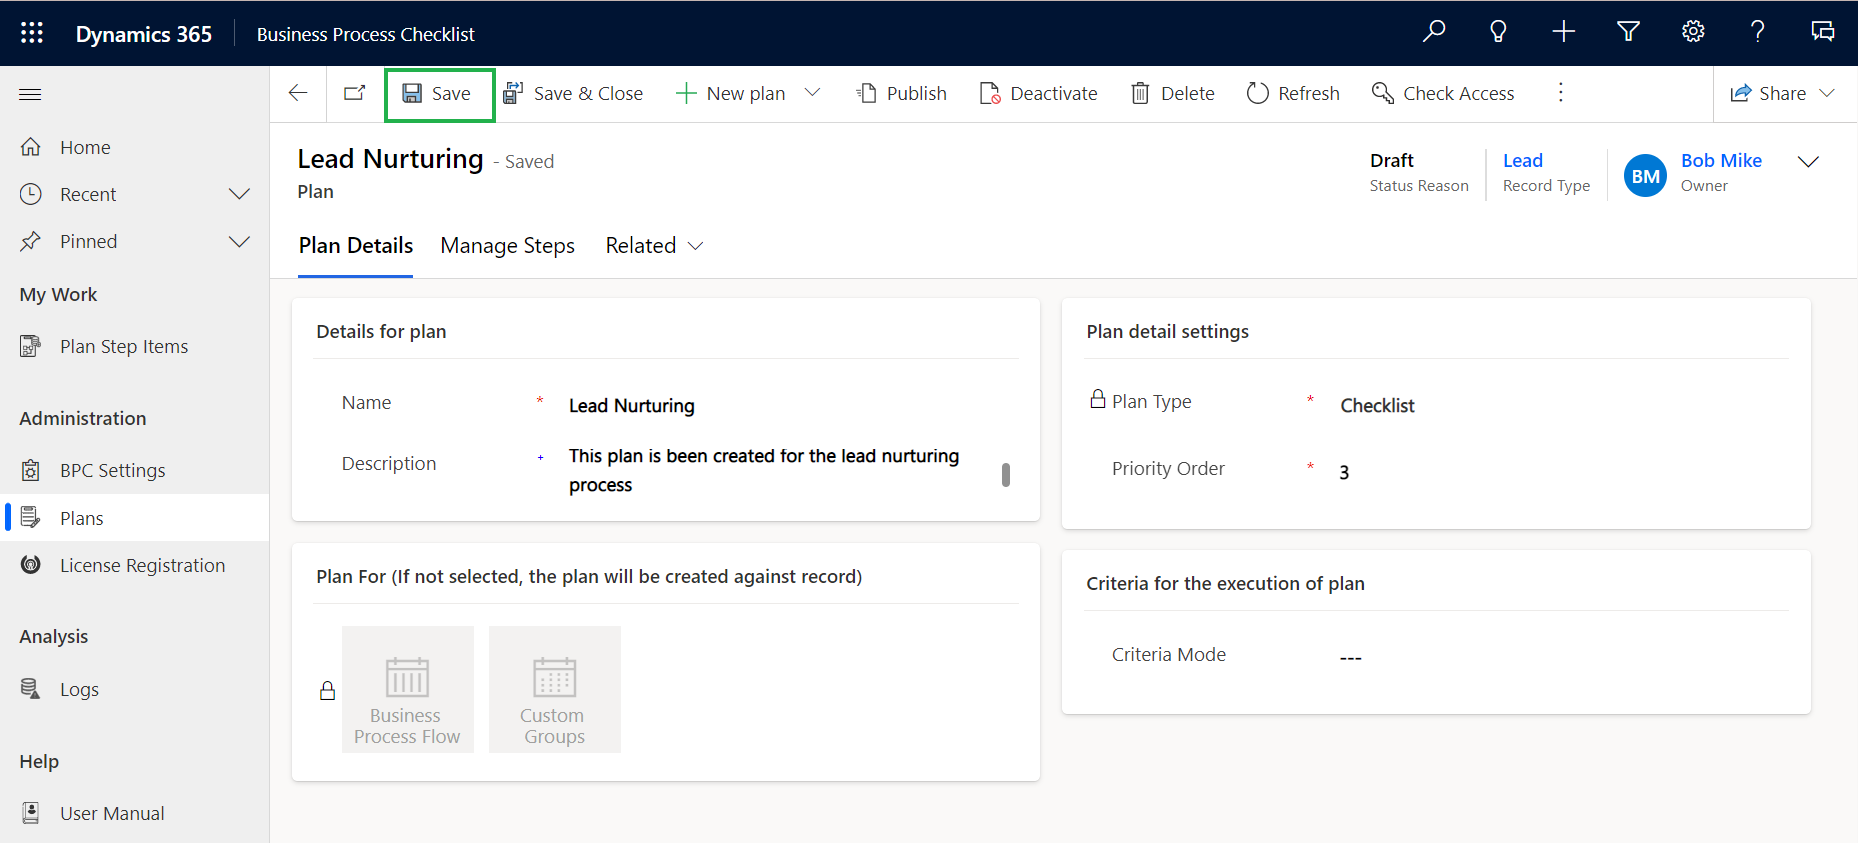 Dynamics 365
Business Process Checklist
Save
Save & Close
New plan
Publish
Deactivate
Delete
Refresh
Check Access
Share
Home
Recent
Pinned
My Work
Plan Step Items
Administration
BPC Settings
Plans
License Registration
Analysis
Logs
Help
User Manual
Lead Nurturing - Saved
Plan
Draft
Status Reason
Lead
Record Type
BM
Bob Mike
Owner
Plan Details
Manage Steps
Related
Details for plan
Name * Lead Nurturing
Description + This plan is been created for the lead nurturing
process
Plan For (If not selected, the plan will be created against record)
Business
Process Flow
Custom
Groups
Plan detail settings
Plan Type * Checklist
Priority Order * 3
Criteria for the execution of plan
Criteria Mode ---